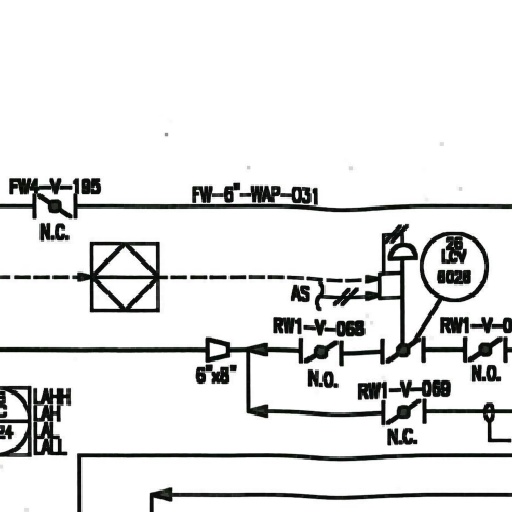 FW4-V-195
FW-6"-WAP-031
N.C.
26
LCV
6026
AS
RW1-V-068
RW1-V-0
6"x8"
N.O.
N.O.
RW1-V-069
N.C.
C
24
LAHH
LAH
LAL
LALL